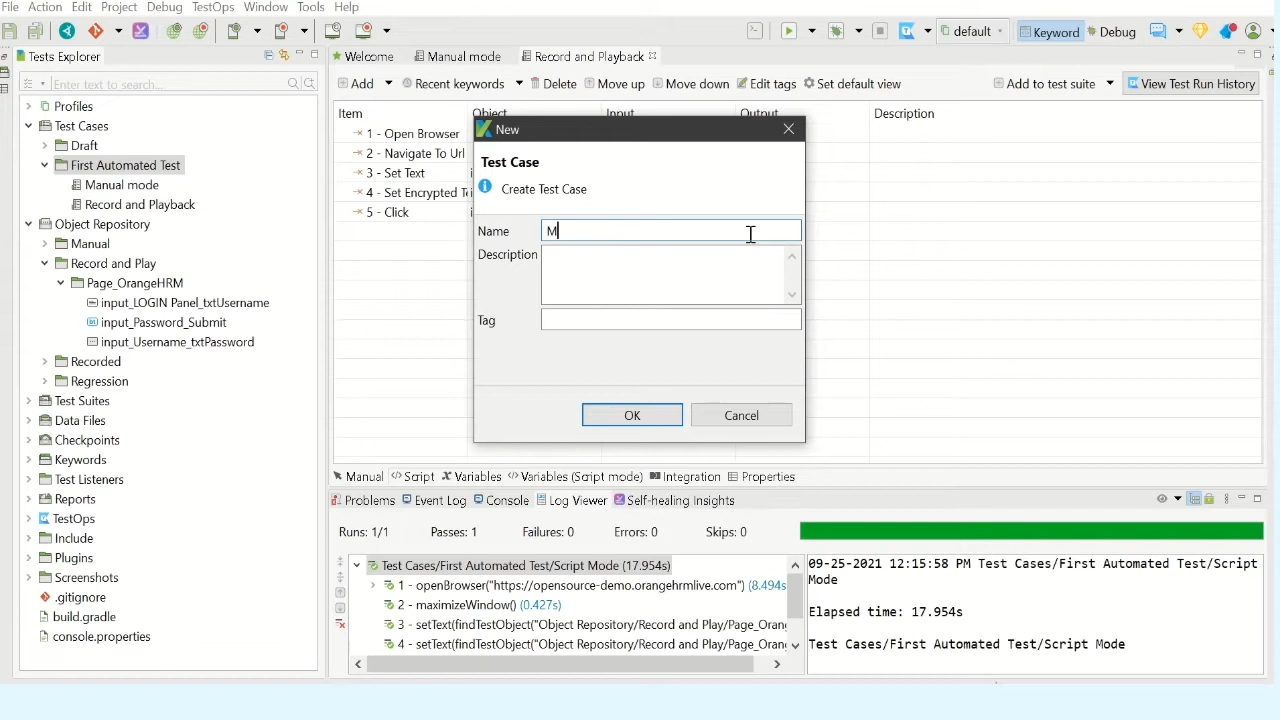 File Action Edit Project Debug TestOps Window Tools Help
default
Keyword
Debug
Tests Explorer
Welcome
Manual mode
Record and Playback
Enter text to search...
Add
Recent keywords
Delete
Move up
Move down
Edit tags
Set default view
Add to test suite
View Test Run History
Profiles
Test Cases
Draft
First Automated Test
Manual mode
Record and Playback
Object Repository
Manual
Record and Play
Page_OrangeHRM
input_LOGIN Panel_txtUsername
input_Password_Submit
input_Username_txtPassword
Recorded
Regression
Test Suites
Data Files
Checkpoints
Keywords
Test Listeners
Reports
TestOps
Include
Plugins
Screenshots
.gitignore
build.gradle
console.properties
Item Object Input Output Description
1 - Open Browser
2 - Navigate To Url
3 - Set Text
4 - Set Encrypted
5 - Click
New
Test Case
Create Test Case
Name M
Description
Tag
OK Cancel
Manual Script Variables Variables (Script mode) Integration Properties
Problems Event Log Console Log Viewer Self-healing Insights
Runs: 1/1 Passes: 1 Failures: 0 Errors: 0 Skips: 0
Test Cases/First Automated Test/Script Mode (17.954s)
1 - openBrowser("https://opensource-demo.orangehrmlive.com") (8.494s
2 - maximizeWindow() (0.427s)
3 - setText(findTestObject("Object Repository/Record and Play/Page_Orang
4 - setText(findTestObject("Object Repository/Record and Play/Page_Orang
09-25-2021 12:15:58 PM Test Cases/First Automated Test/Script
Mode
Elapsed time: 17.954s
Test Cases/First Automated Test/Script Mode